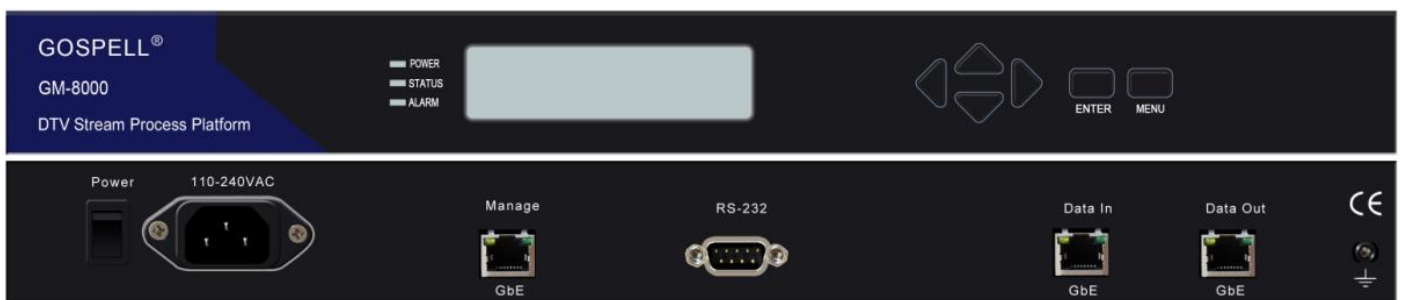 GOSPELL®
GM-8000
DTV Stream Process Platform
POWER
STATUS
ALARM
ENTER MENU
Power 110-240VAC
Manage
RS-232
Data In
Data Out
CE
GbE
GbE
GbE